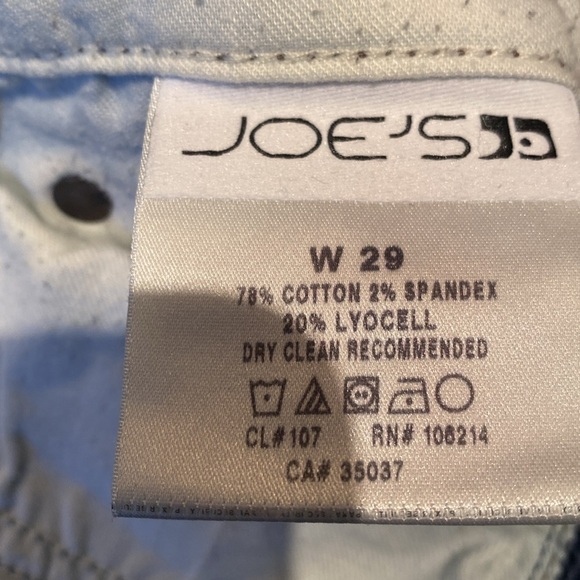 JOE'S
W 29
78% COTTON 2% SPANDEX
20% LYOCELL
DRY CLEAN RECOMMENDED
CL#107 RN# 106214
CA# 35037